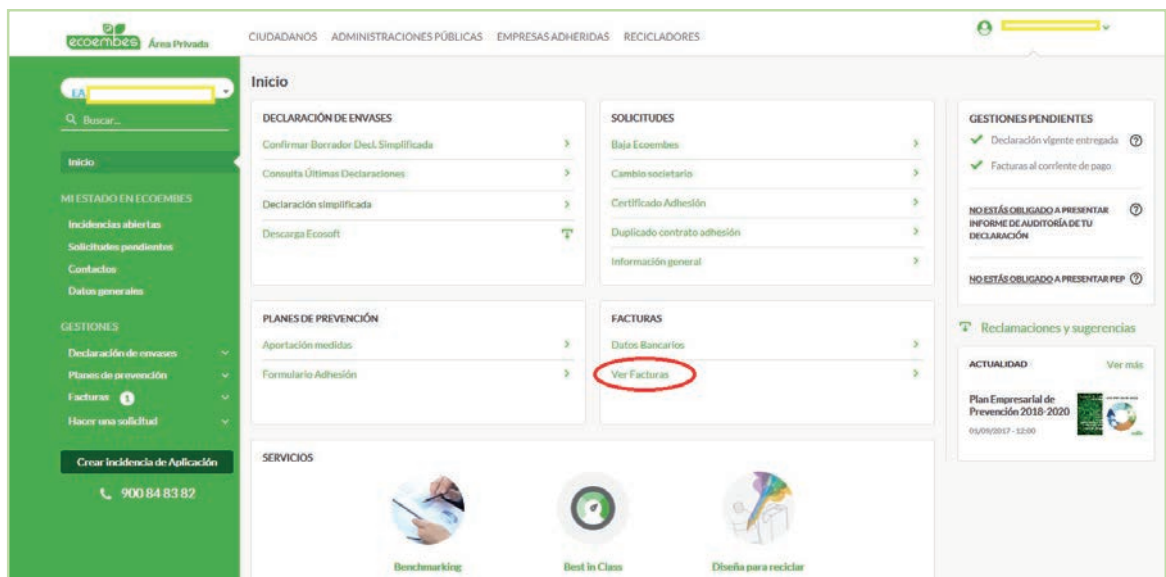 ecoembes Área Privada
CIUDADANOS ADMINISTRACIONES PÚBLICAS EMPRESAS ADHERIDAS RECICLADORES
EA
Buscar...
Inicio
MI ESTADO EN ECOEMBES
Incidencias abiertas
Solicitudes pendientes
Contactos
Datos generales
GESTIONES
Declaración de envases
Planes de prevención
Facturas 1
Hacer una solicitud
Crear incidencia de Aplicación
900 84 83 82
Inicio
DECLARACIÓN DE ENVASES
Confirmar Borrador Decl. Simplificada
Consulta Últimas Declaraciones
Declaración simplificada
Descarga Ecosoft
SOLICITUDES
Baja Ecoembes
Cambio societario
Certificado Adhesión
Duplicado contrato adhesión
Información general
PLANES DE PREVENCIÓN
Aportación medidas
Formulario Adhesión
FACTURAS
Datos Bancarios
Ver Facturas
SERVICIOS
Benchmarking
Best in Class
Diseña para reciclar
GESTIONES PENDIENTES
Declaración vigente entregada ?
Facturas al corriente de pago
NO ESTÁS OBLIGADO A PRESENTAR ?
INFORME DE AUDITORÍA DE TU
DECLARACIÓN
NO ESTÁS OBLIGADO A PRESENTAR PEP ?
Reclamaciones y sugerencias
ACTUALIDAD Ver más
Plan Empresarial de
Prevención 2018-2020
01/09/2017 - 12:00